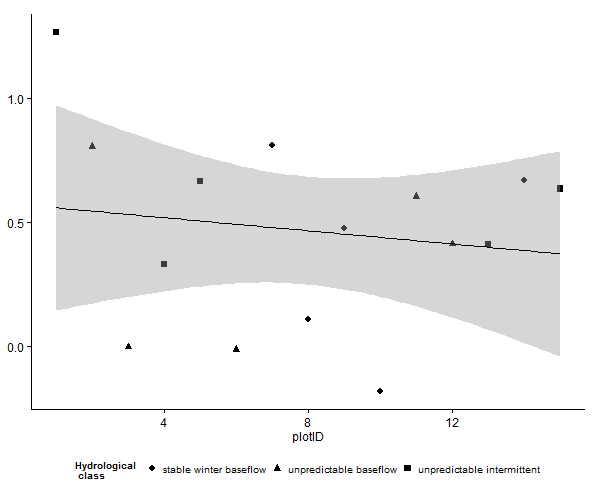 1.0
0.5
0.0
4 8 12
plotID
Hydrological
class
stable winter baseflow unpredictable baseflow unpredictable intermittent